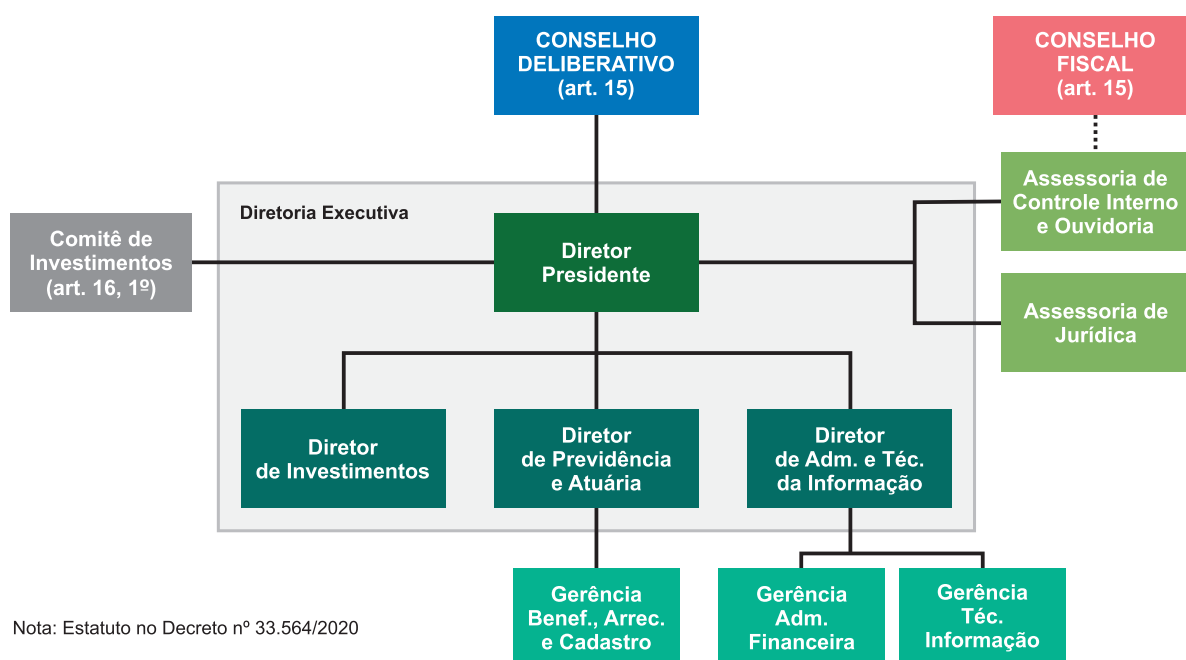 CONSELHO
DELIBERATIVO
(art. 15)
CONSELHO
FISCAL
(art. 15)
Assessoria de
Controle Interno
e Ouvidoria
Diretoria Executiva
Comitê de
Investimentos
(art. 16, 1º)
Diretor
Presidente
Assessoria de
Jurídica
Diretor
de Investimentos
Diretor
de Previdência
e Atuária
Diretor
de Adm. e Téc.
da Informação
Gerência
Benef., Arrec.
e Cadastro
Gerência
Adm.
Financeira
Gerência
Téc.
Informação
Nota: Estatuto no Decreto nº 33.564/2020